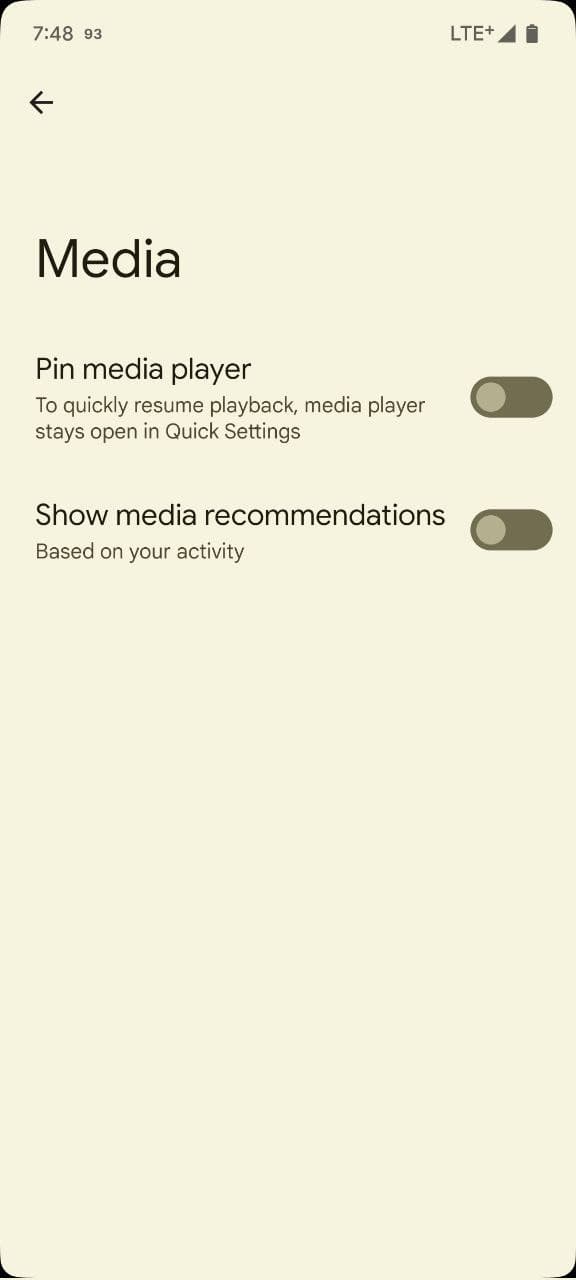 7:48 93 LTE+
Media
Pin media player
To quickly resume playback, media player
stays open in Quick Settings
Show media recommendations
Based on your activity